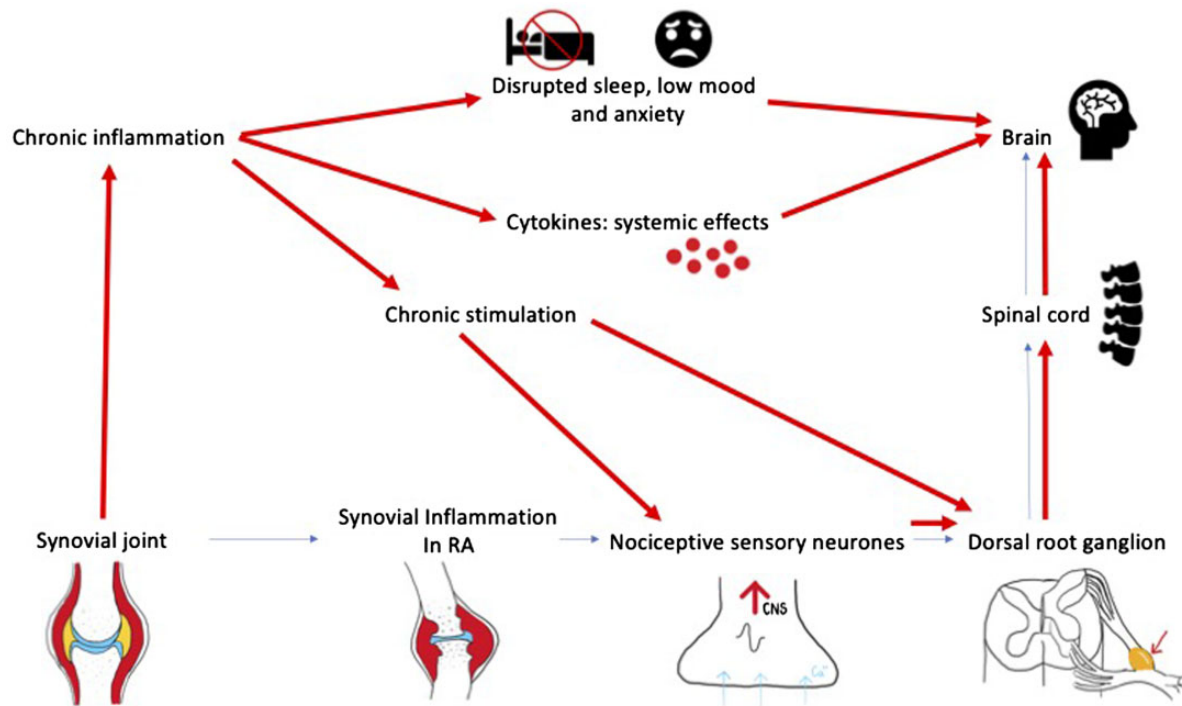 Disrupted sleep, low mood
and anxiety
Chronic inflammation
Brain
Cytokines: systemic effects
Chronic stimulation
Spinal cord
Synovial joint
Synovial Inflammation
In RA
Nociceptive sensory neurones
Dorsal root ganglion
CNS